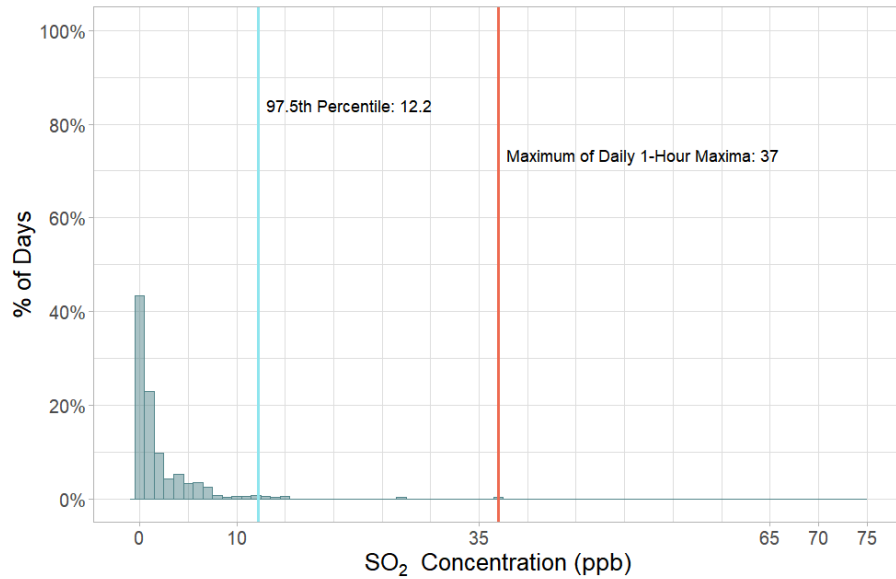 100%
97.5th Percentile: 12.2
80%
Maximum of Daily 1-Hour Maxima: 37
60%
% of Days
40%
20%
0%
0 10 35 65 70 75
SO₂ Concentration (ppb)